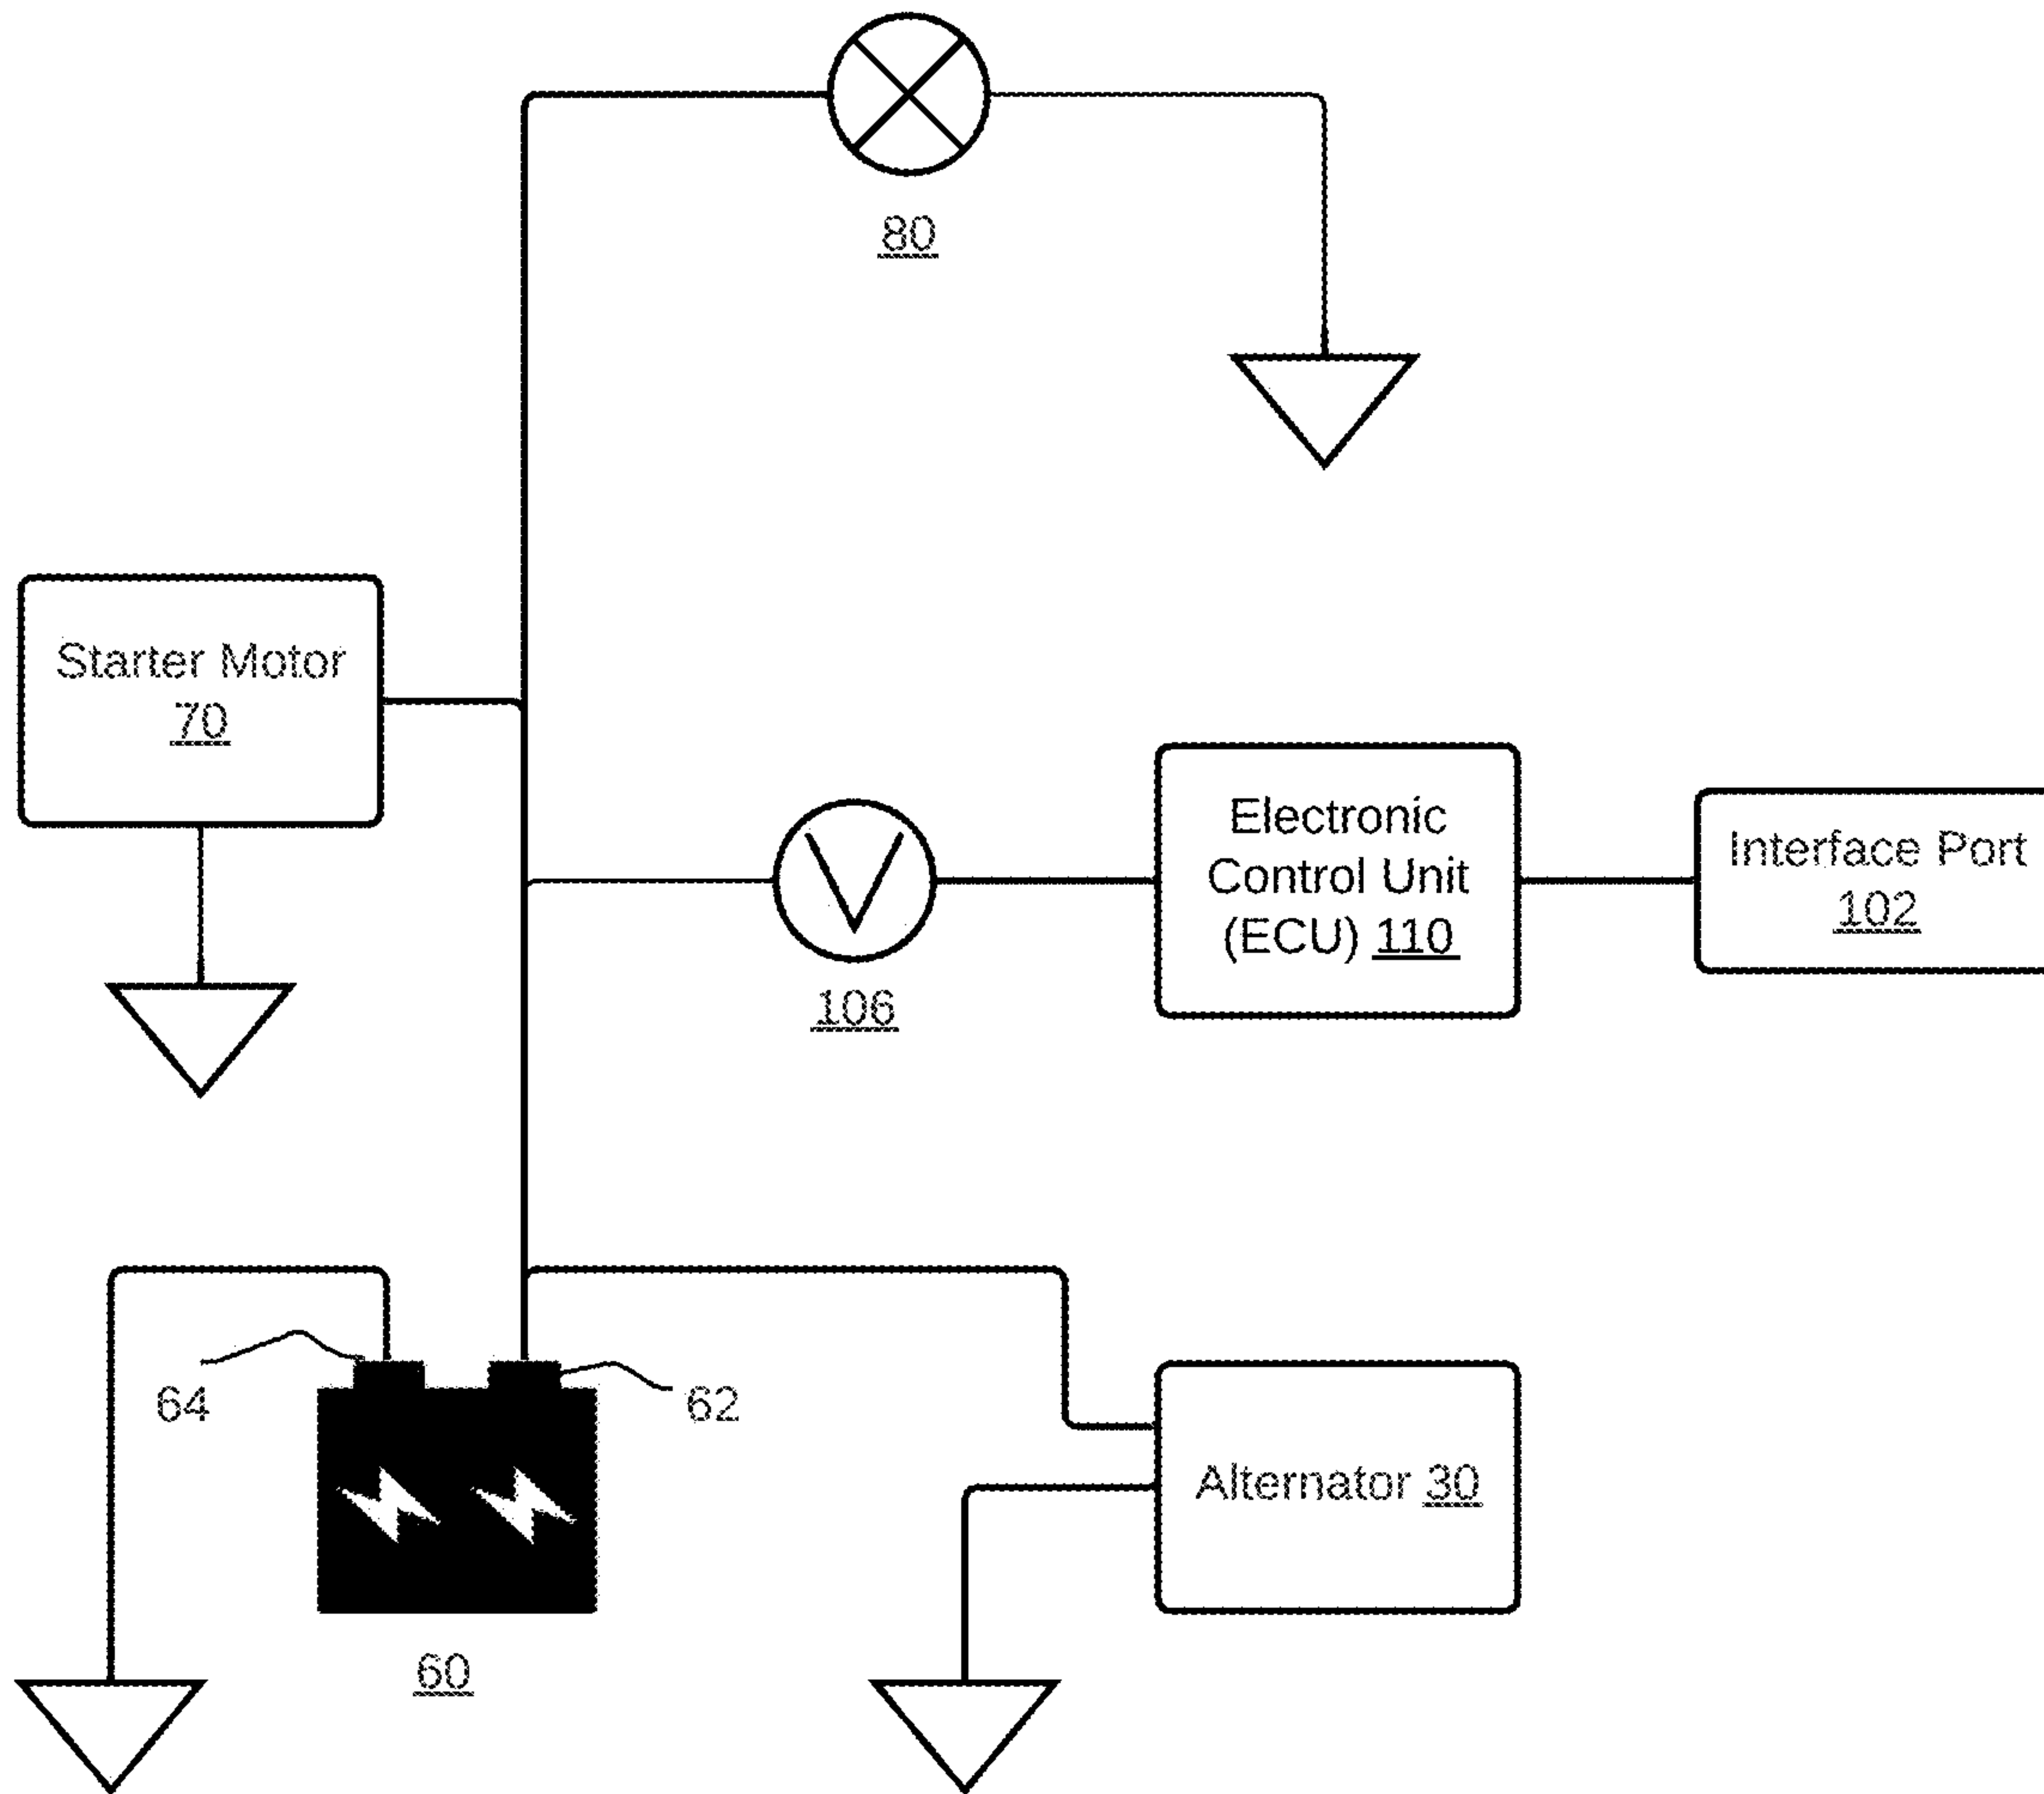 80
Starter Motor
70
Electronic
Control Unit
(ECU) 110
Interface Port
102
V
106
64
62
Alternator 30
60